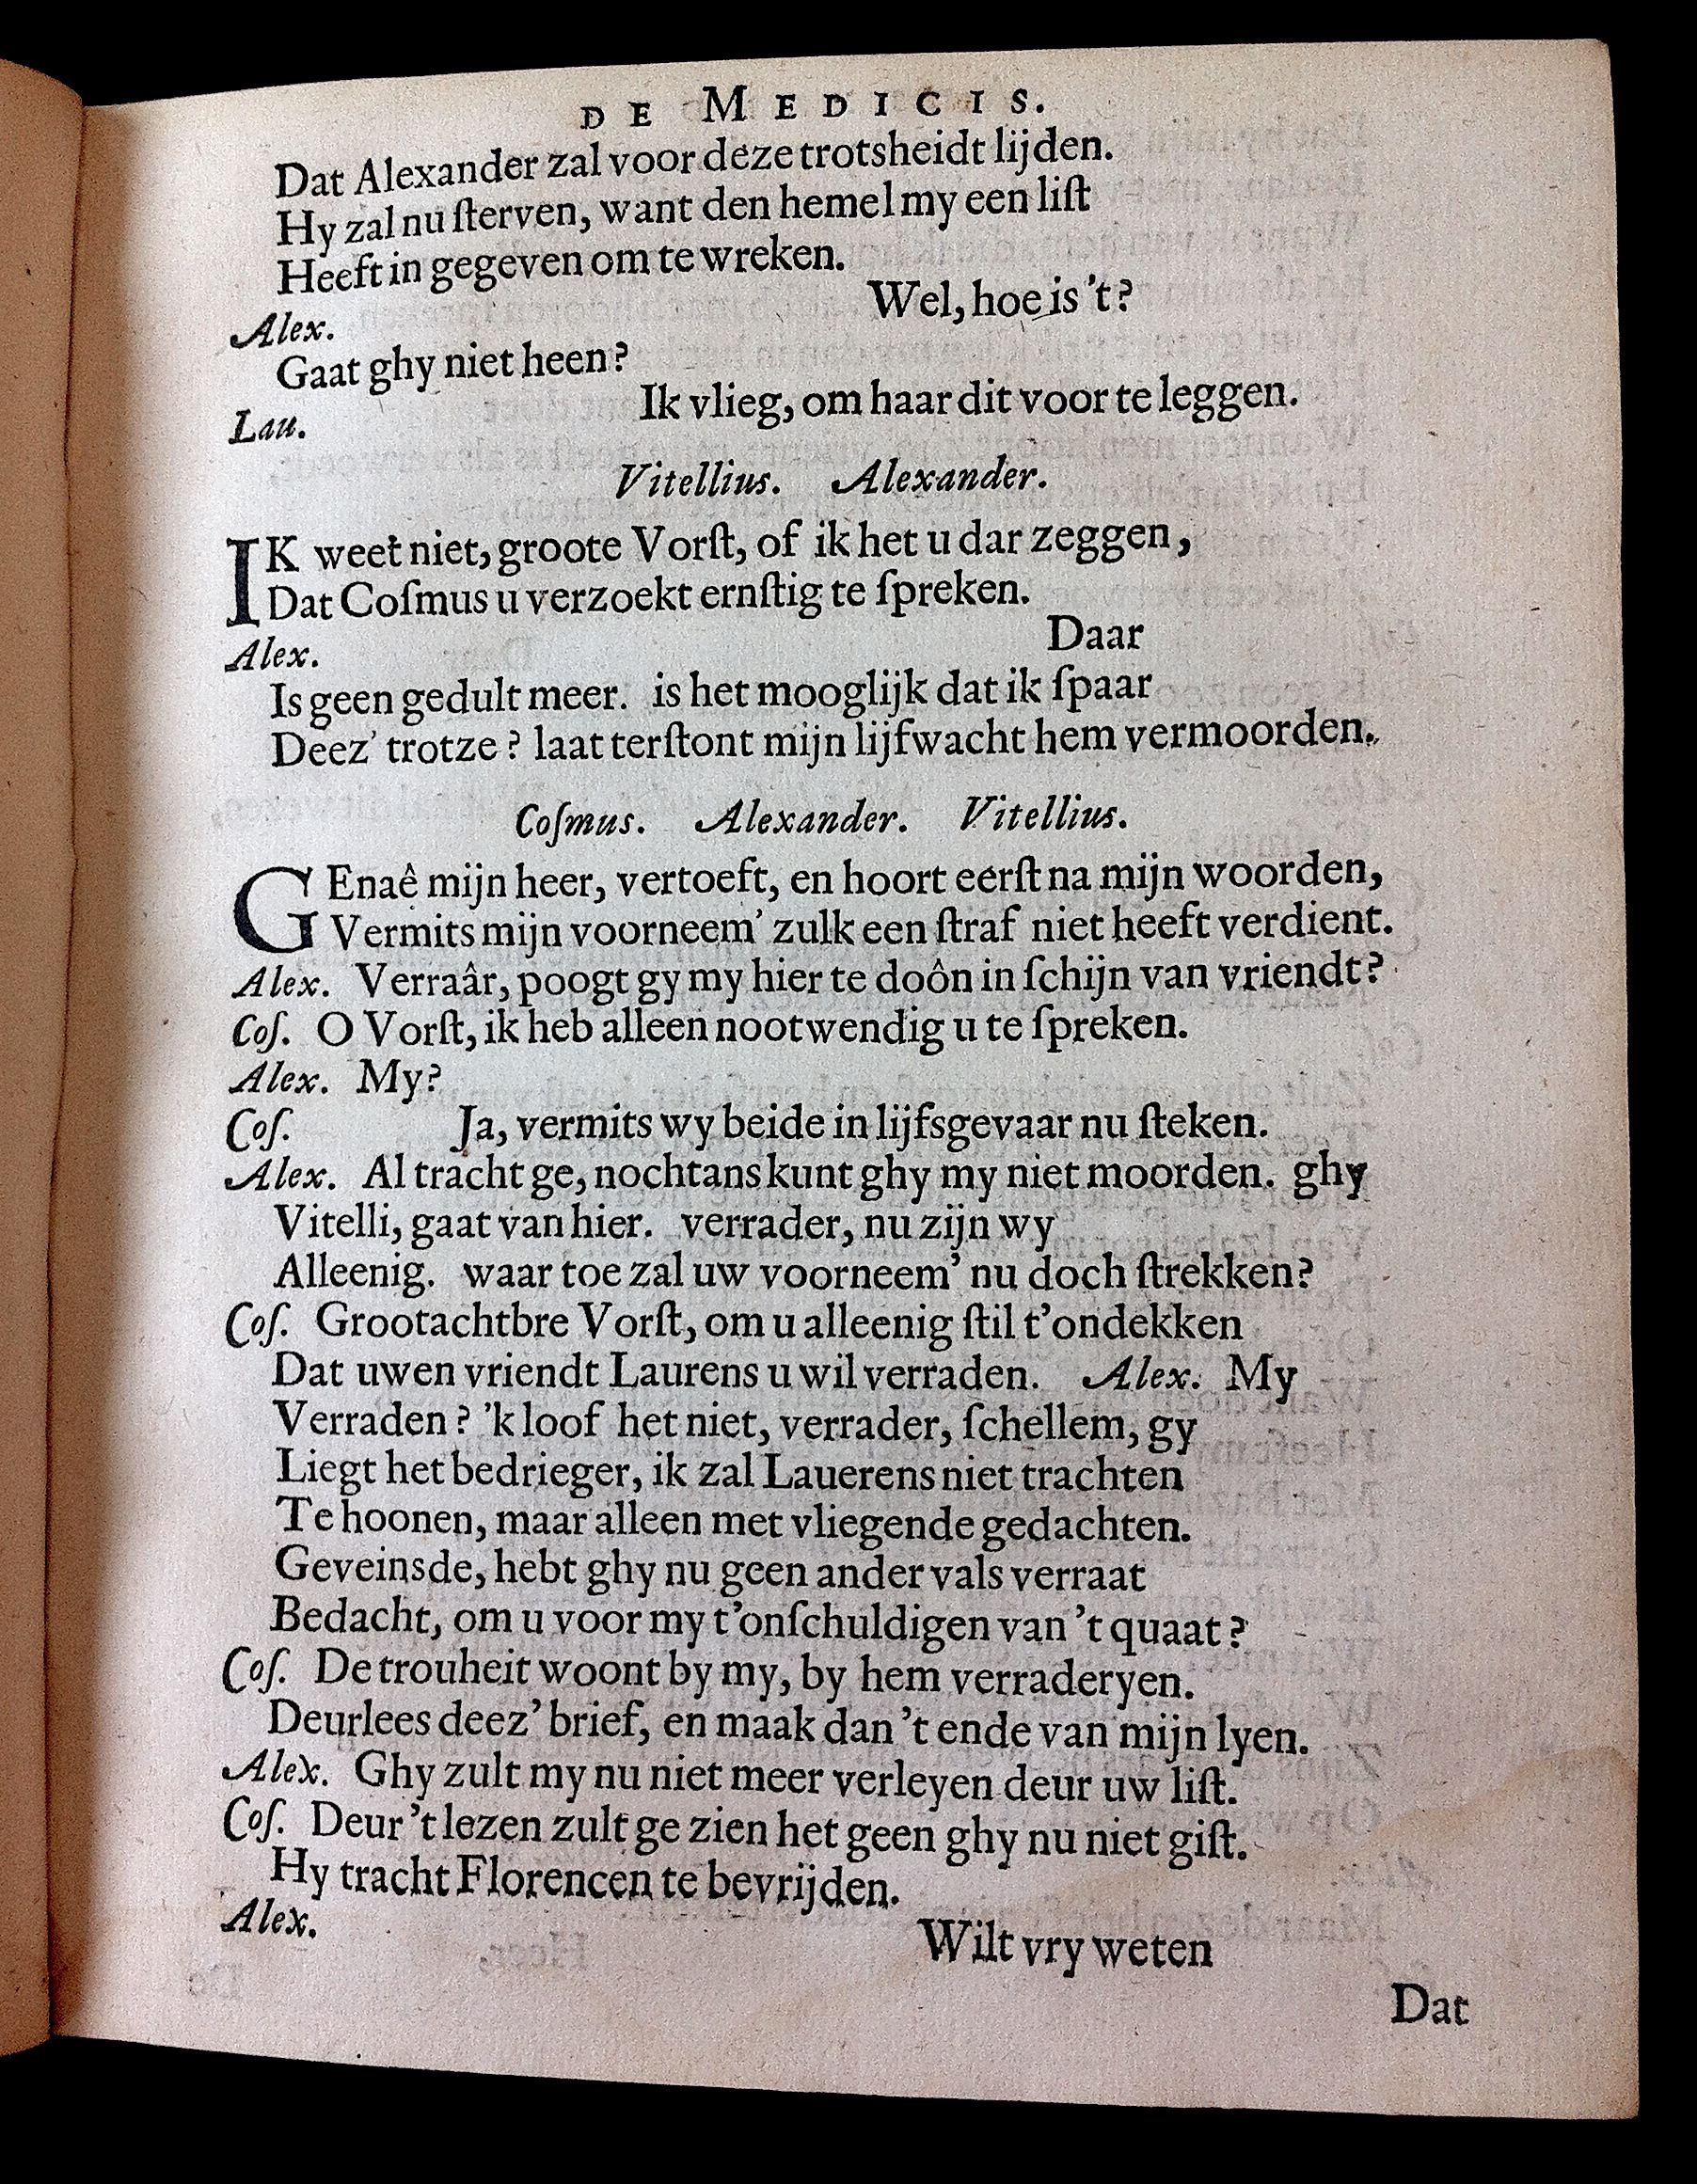 DE MEDICIS.
Dat Alexander zal voor deze trotsheidt lijden.
Hy zal nu ſterven, want den hemel my een liſt
Heeft in gegeven om te wreken.
Alex. Wel, hoe is 't?
Gaat ghy niet heen?
Lau. Ik vlieg, om haar dit voor te leggen.
Vitellius. Alexander.
IK weet niet, groote Vorſt, of ik het u dar zeggen,
Dat Coſmus u verzoekt ernſtig te ſpreken.
Alex. Daar
Is geen gedult meer. is het mooglijk dat ik ſpaar
Deez' trotze? laat terſtont mijn lijfwacht hem vermoorden.
Coſmus. Alexander. Vitellius.
GEnaê mijn heer, vertoeft, en hoort eerſt na mijn woorden,
Vermits mijn voorneem' zulk een ſtraf niet heeft verdient.
Alex. Verraâr, poogt gy my hier te doôn in ſchijn van vriendt?
Coſ. O Vorſt, ik heb alleen nootwendig u te ſpreken.
Alex. My?
Coſ. Ja, vermits wy beide in lijfsgevaar nu ſteken.
Alex. Al tracht ge, nochtans kunt ghy my niet moorden. ghy
Vitelli, gaat van hier. verrader, nu zijn wy
Alleenig. waar toe zal uw voorneem' nu doch ſtrekken?
Coſ. Grootachtbre Vorſt, om u alleenig ſtil t'ondekken
Dat uwen vriendt Laurens u wil verraden. Alex. My
Verraden? 'k loof het niet, verrader, ſchellem, gy
Liegt het bedrieger, ik zal Lauerens niet trachten
Te hoonen, maar alleen met vliegende gedachten.
Geveinsde, hebt ghy nu geen ander vals verraat
Bedacht, om u voor my t'onſchuldigen van 't quaat?
Coſ. De trouheit woont by my, by hem verraderyen.
Deurlees deez' brief, en maak dan 't ende van mijn lyen.
Alex. Ghy zult my nu niet meer verleyen deur uw liſt.
Coſ. Deur 't lezen zult ge zien het geen ghy nu niet giſt.
Hy tracht Florencen te bevrijden.
Alex. Wilt vry weten
Dat